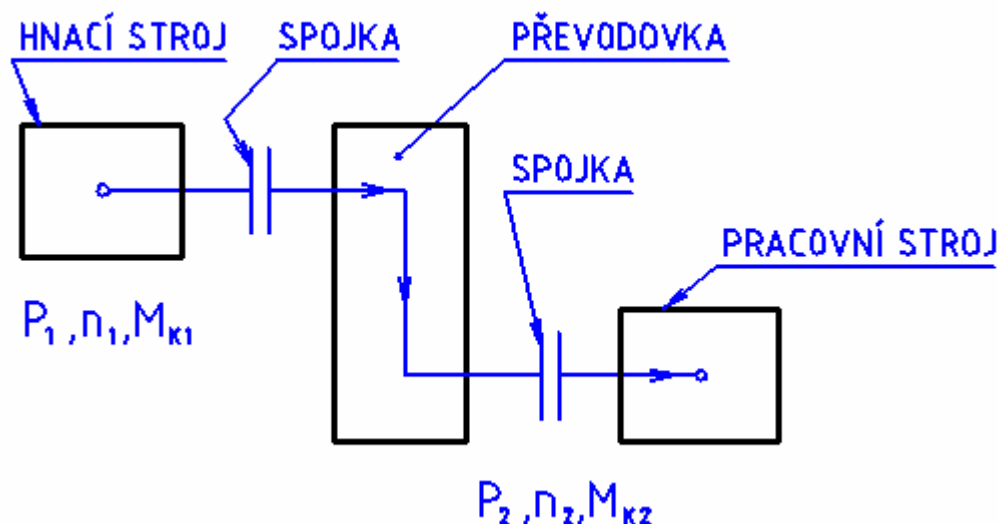 HNACÍ STROJ
SPOJKA
PŘEVODOVKA
SPOJKA
PRACOVNÍ STROJ
P₁,n₁,Mₖ₁
P₂,n₂,Mₖ₂